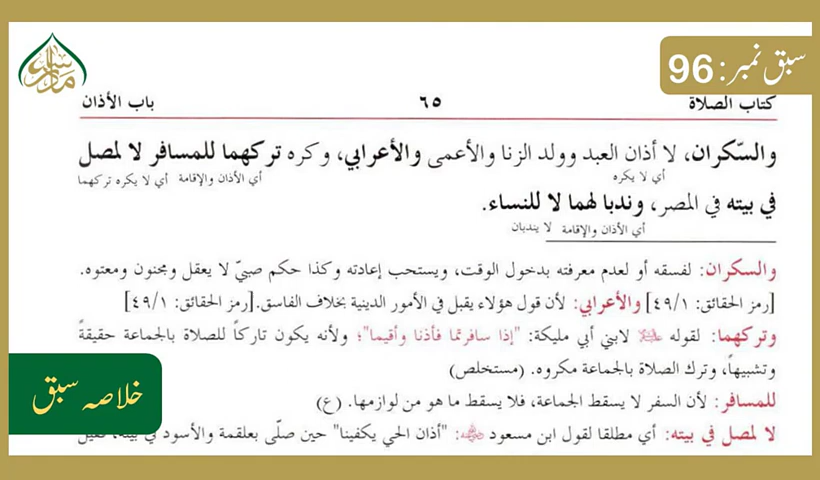 سبق نمبر: 96
كتاب الصلاة ٦٥ باب الأذان
والسّكران، لا أذان العبد وولد الزنا والأعمى والأعرابي، وكره تركهما للمسافر لا لمصل
أي لا يكره أي الأذان والإقامة أي لا يكره تركهما
في بيته في المصر، وندبا لهما لا للنساء.
أي الأذان والإقامة لا يندبان
والسكران: لفسقه أو لعدم معرفته بدخول الوقت، ويستحب إعادته وكذا حكم صبيّ لا يعقل ومجنون ومعتوه.
[رمز الحقائق: ٤٩/١] والأعرابي: لأن قول هؤلاء يقبل في الأمور الدينية بخلاف الفاسق.[رمز الحقائق: ٤٩/١]
وتركهما: لقوله ﷺ لابني أبي مليكة: "إذا سافرتما فأذنا وأقيما"؛ ولأنه يكون تاركاً للصلاة بالجماعة حقيقةً
وتشبيهاً، وترك الصلاة بالجماعة مكروه. (مستخلص)
للمسافر: لأن السفر لا يسقط الجماعة، فلا يسقط ما هو من لوازمها. (ع)
لا لمصل في بيته: أي مطلقا لقول ابن مسعود ﷺ: "أذان الحي يكفينا" حين صلّى بعلقمة والأسود في بيته،
خلاصہ سبق